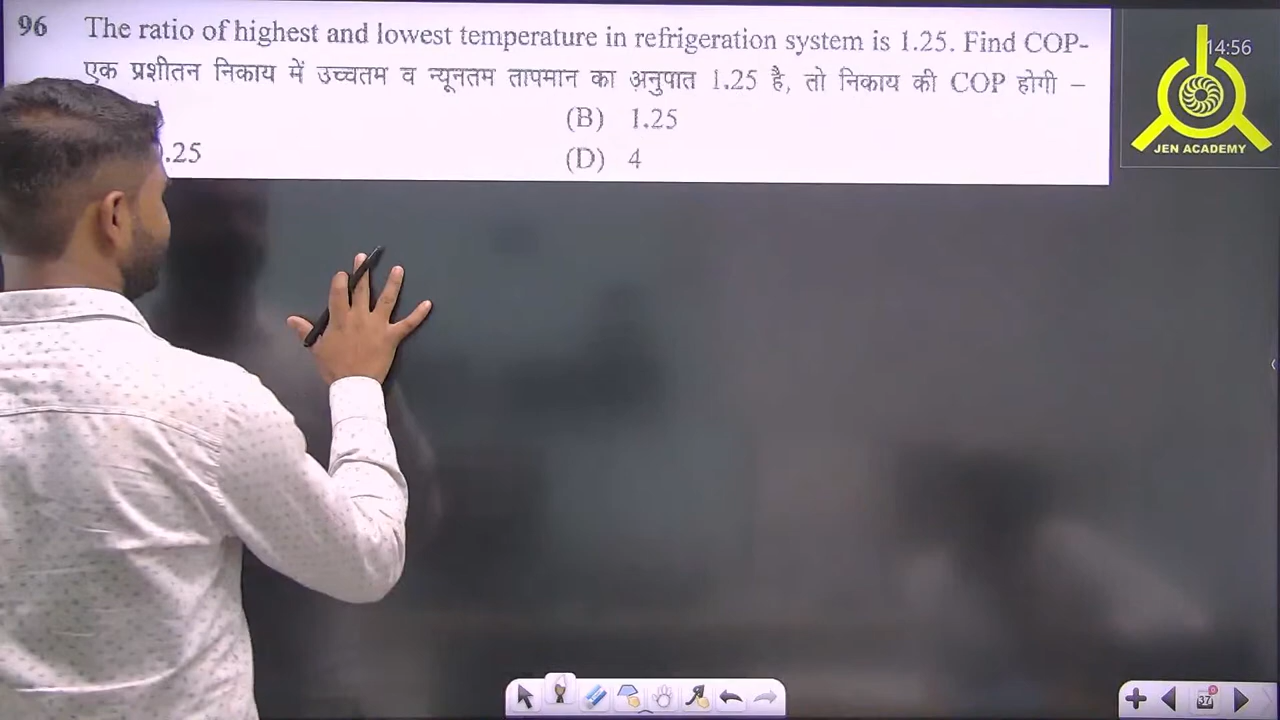 96 The ratio of highest and lowest temperature in refrigeration system is 1.25. Find COP-
एक प्रशीतन निकाय में उच्चतम व न्यूनतम तापमान का अनुपात 1.25 है, तो निकाय की COP होगी –
(B) 1.25
.25 (D) 4
14:56
JEN ACADEMY
37